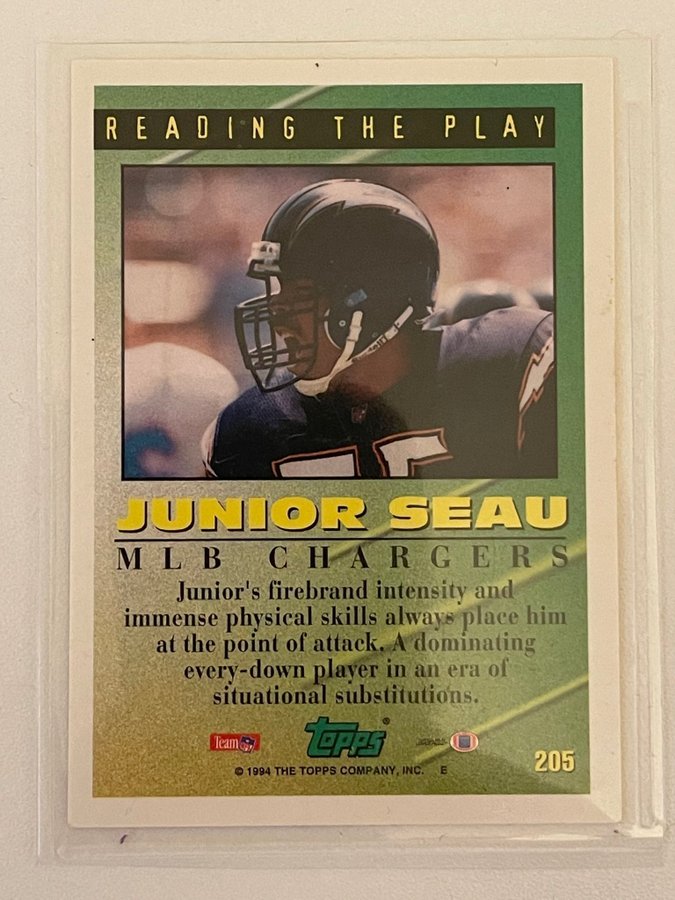 READING THE PLAY
55
JUNIOR SEAU
MLB CHARGERS
Junior's firebrand intensity and
immense physical skills always place him
at the point of attack. A dominating
every-down player in an era of
situational substitutions.
Team NFL
Topps®
© 1994 THE TOPPS COMPANY, INC. E
205